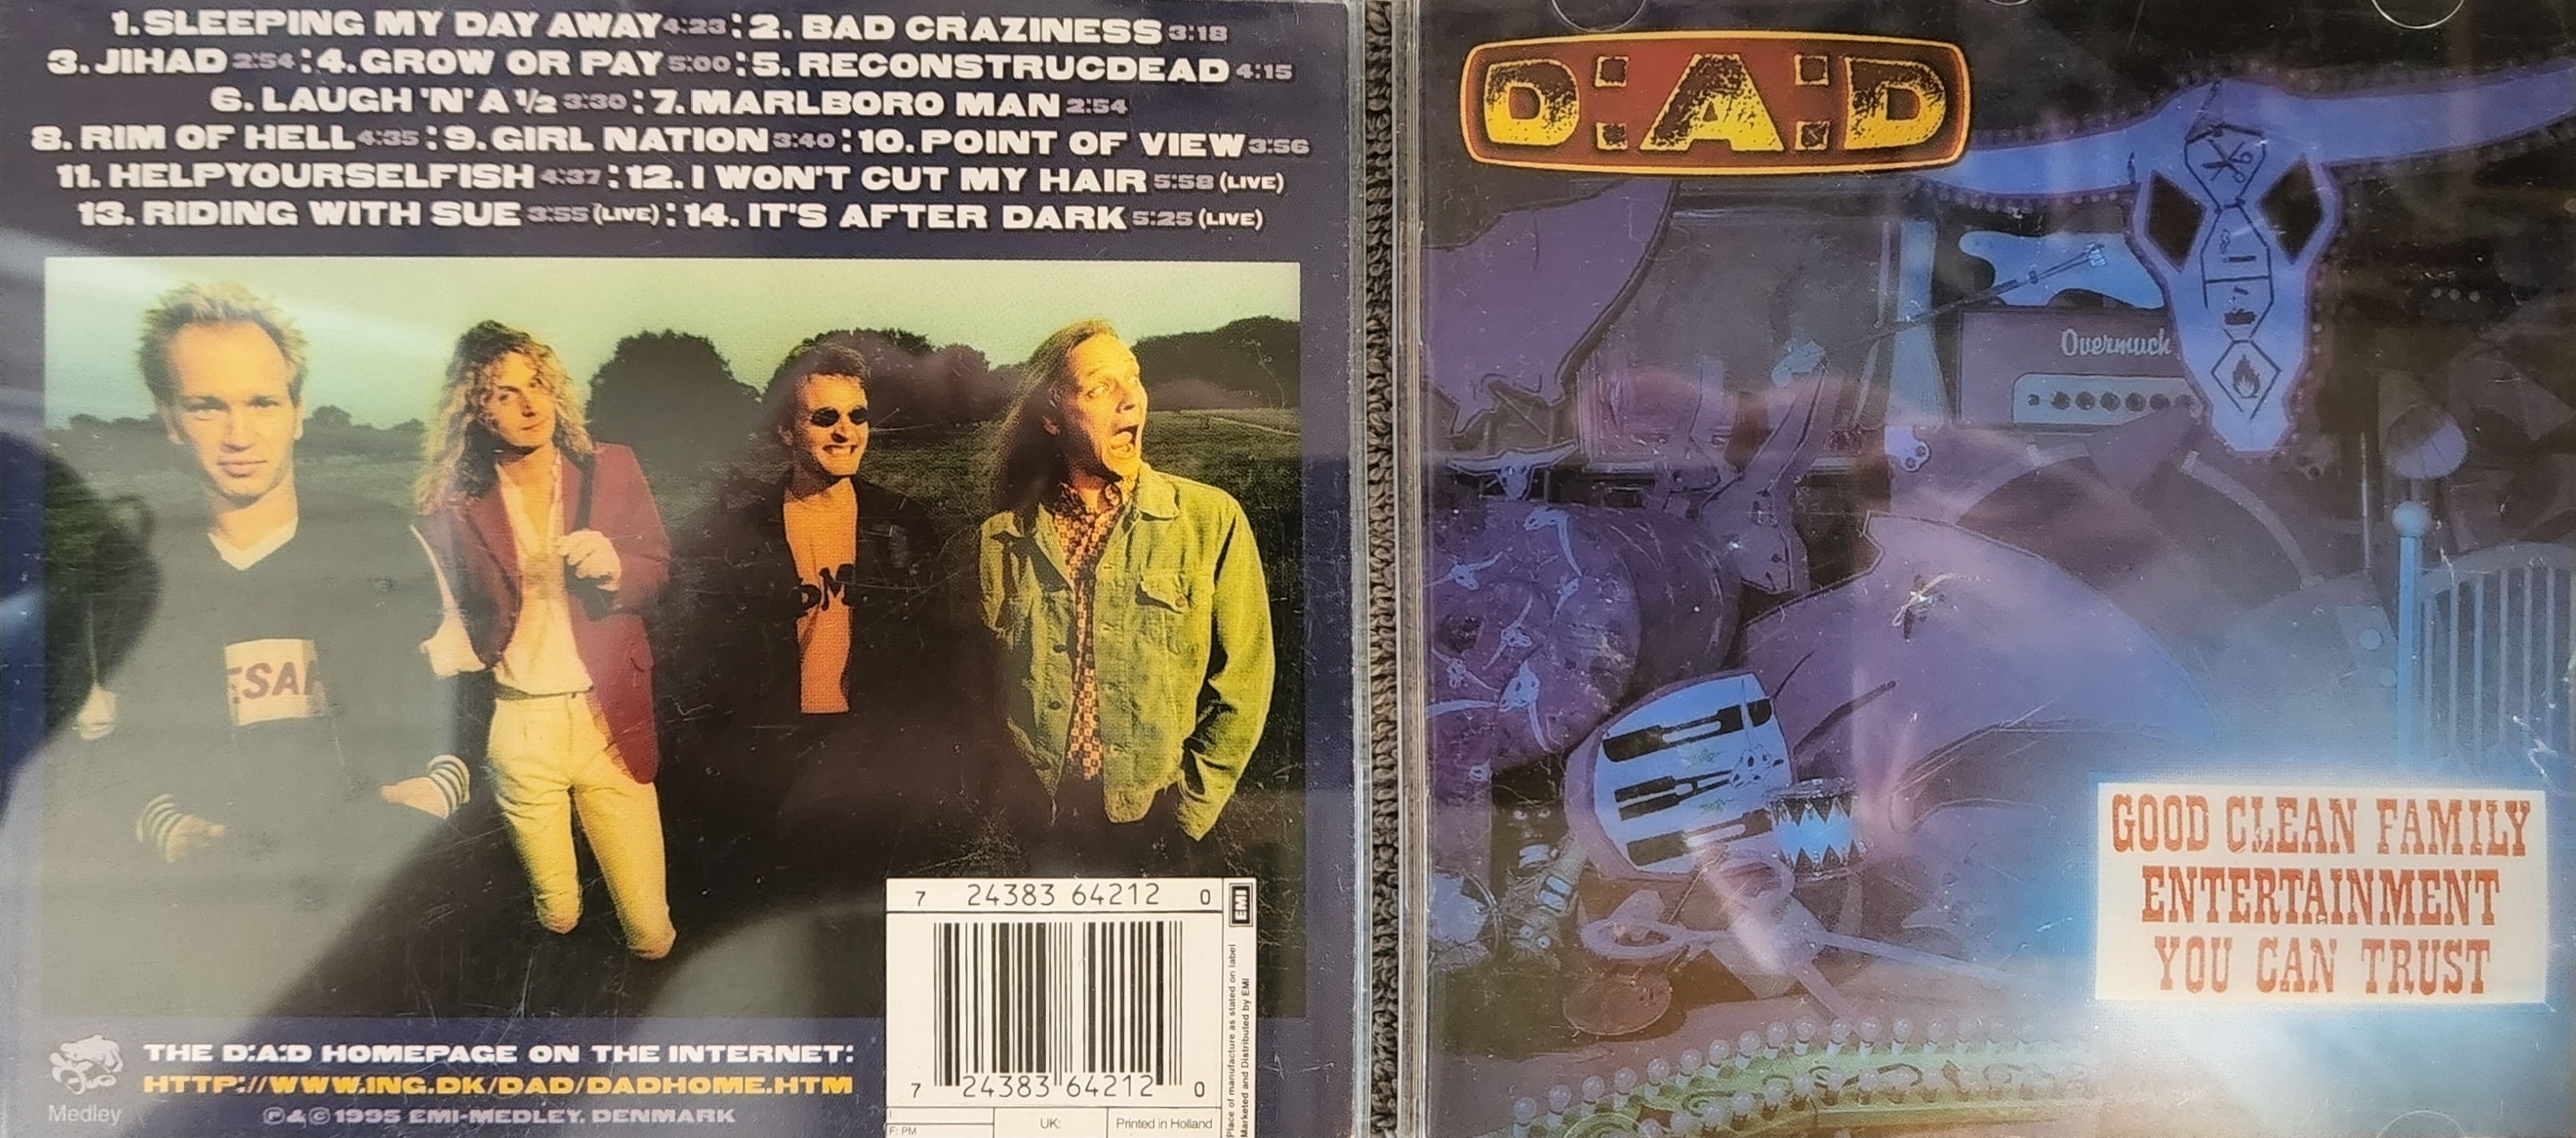 1. SLEEPING MY DAY AWAY 4:23 : 2. BAD CRAZINESS 3:18
3. JIHAD 2:54 : 4. GROW OR PAY 5:00 : 5. RECONSTRUCDEAD 4:15
6. LAUGH 'N' A ½ 3:30 : 7. MARLBORO MAN 2:54
8. RIM OF HELL 4:35 : 9. GIRL NATION 3:40 : 10. POINT OF VIEW 3:56
11. HELPYOURSELFISH 4:37 : 12. I WON'T CUT MY HAIR 5:58 (LIVE)
13. RIDING WITH SUE 3:55 (LIVE) : 14. IT'S AFTER DARK 5:25 (LIVE)
7 24383 64212 0
EMI
7 24383 64212 0
Place of manufacture as stated on label
Marketed and Distributed by EMI
F: PM
UK:
Printed in Holland
Medley
THE D:A:D HOMEPAGE ON THE INTERNET:
HTTP://WWW.ING.DK/DAD/DADHOME.HTM
℗ & © 1995 EMI-MEDLEY, DENMARK
D:A:D
Overmuch
GOOD CLEAN FAMILY
ENTERTAINMENT
YOU CAN TRUST